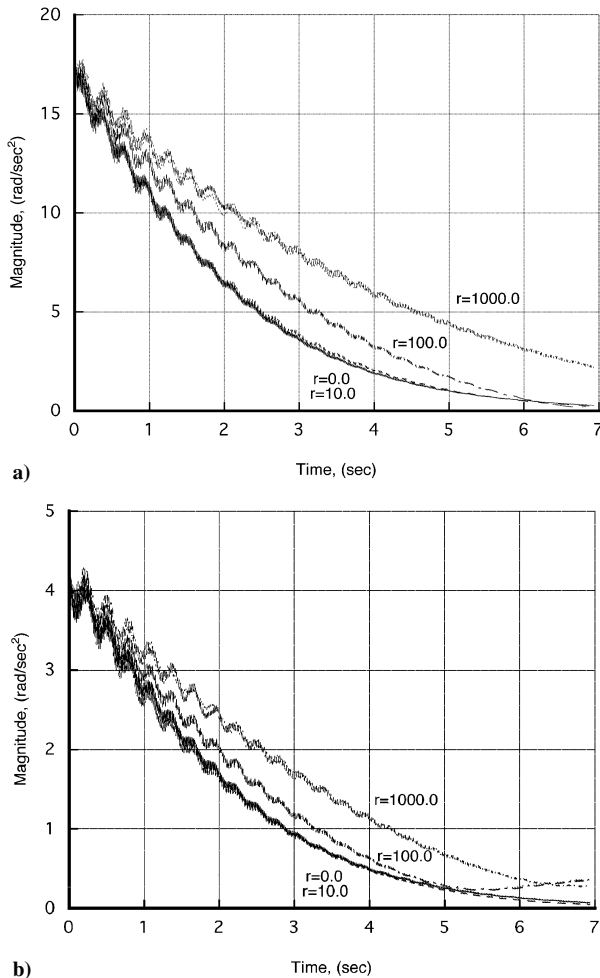 20
15
10
5
0
Magnitude, (rad/sec²)
r=1000.0
r=100.0
r=0.0
r=10.0
0 1 2 3 4 5 6 7
Time, (sec)
a)
5
4
3
2
1
0
Magnitude, (rad/sec²)
r=1000.0
r=100.0
r=0.0
r=10.0
0 1 2 3 4 5 6 7
Time, (sec)
b)